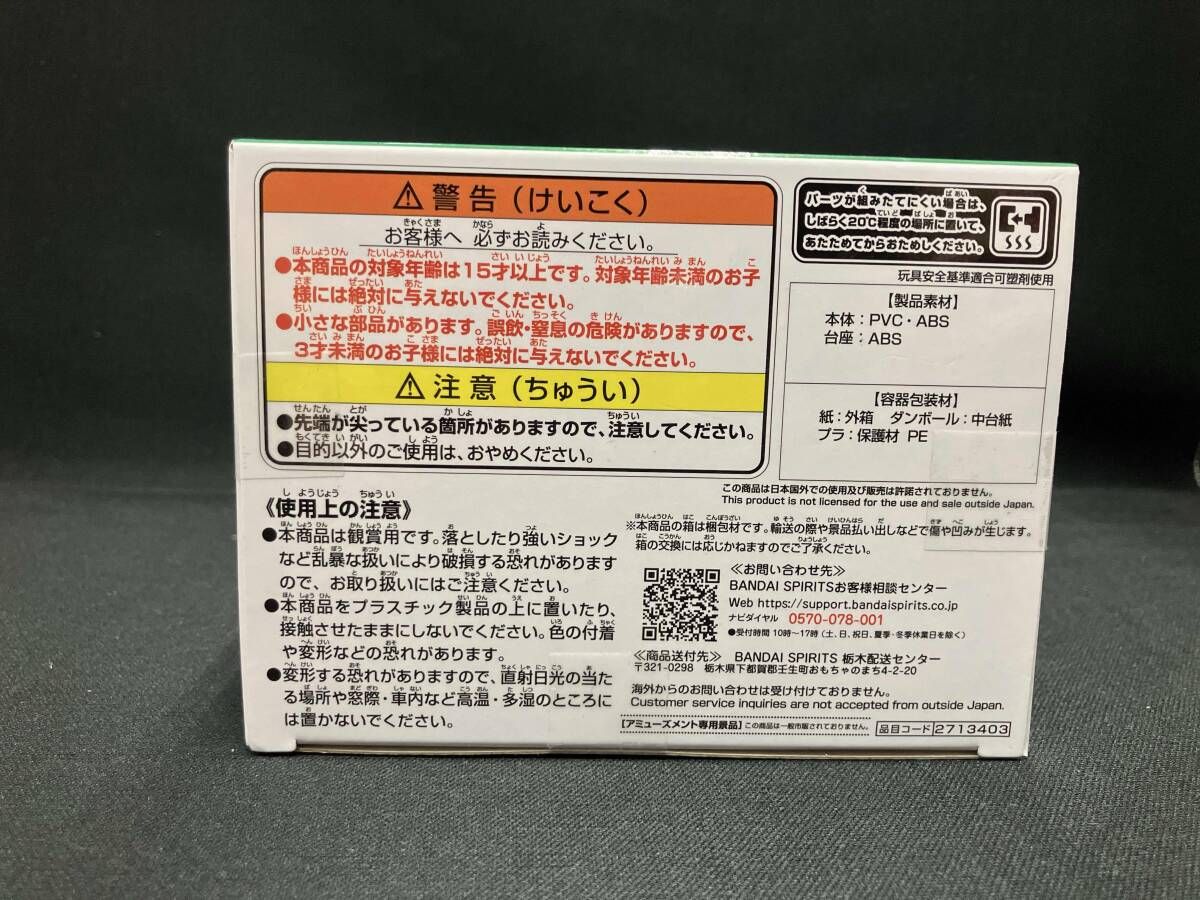 ⚠ 警告（けいこく）
お客様へ 必ずお読みください。
●本商品の対象年齢は15才以上です。対象年齢未満のお子
様には絶対に与えないでください。
●小さな部品があります。誤飲・窒息の危険がありますので、
3才未満のお子様には絶対に与えないでください。
⚠ 注意（ちゅうい）
●先端が尖っている箇所がありますので、注意してください。
●目的以外のご使用は、おやめください。
《使用上の注意》
●本商品は観賞用です。落としたり強いショック
など乱暴な扱いにより破損する恐れがあります
ので、お取り扱いにはご注意ください。
●本商品をプラスチック製品の上に置いたり、
接触させたままにしないでください。色の付着
や変形などの恐れがあります。
●変形する恐れがありますので、直射日光の当た
る場所や窓際・車内など高温・多湿のところに
は置かないでください。
パーツが組みたてにくい場合は、
しばらく20℃程度の場所に置いて、
あたためてからおためしください。
玩具安全基準適合可塑剤使用
【製品素材】
本体：PVC・ABS
台座：ABS
【容器包装材】
紙：外箱 ダンボール：中台紙
プラ：保護材 PE
この商品は日本国外での使用及び販売は許諾されておりません。
This product is not licensed for the use and sale outside Japan.
※本商品の箱は梱包材です。輸送の際や景品払い出しなどで傷や凹みが生じます。
箱の交換には応じかねますのでご了承ください。
≪お問い合わせ先≫
BANDAI SPIRITSお客様相談センター
Web https://support.bandaispirits.co.jp
ナビダイヤル 0570-078-001
●受付時間 10時〜17時（土、日、祝日、夏季・冬季休業日を除く）
≪商品送付先≫ BANDAI SPIRITS 栃木配送センター
〒321-0298 栃木県下都賀郡壬生町おもちゃのまち4-2-20
海外からのお問い合わせは受け付けておりません。
Customer service inquiries are not accepted from outside Japan.
【アミューズメント専用景品】この商品は一般市販されておりません。
品目コード 2713403